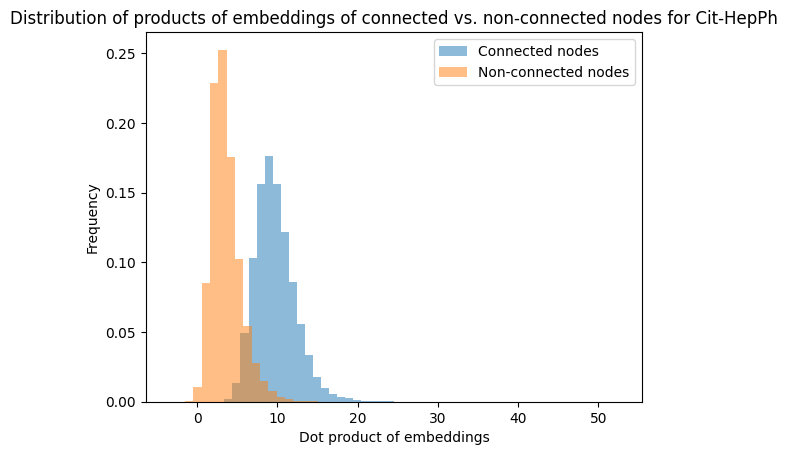 Distribution of products of embeddings of connected vs. non-connected nodes for Cit-HepPh
Connected nodes
Non-connected nodes
0.25
0.20
0.15
0.10
0.05
0.00
Frequency
0 10 20 30 40 50
Dot product of embeddings